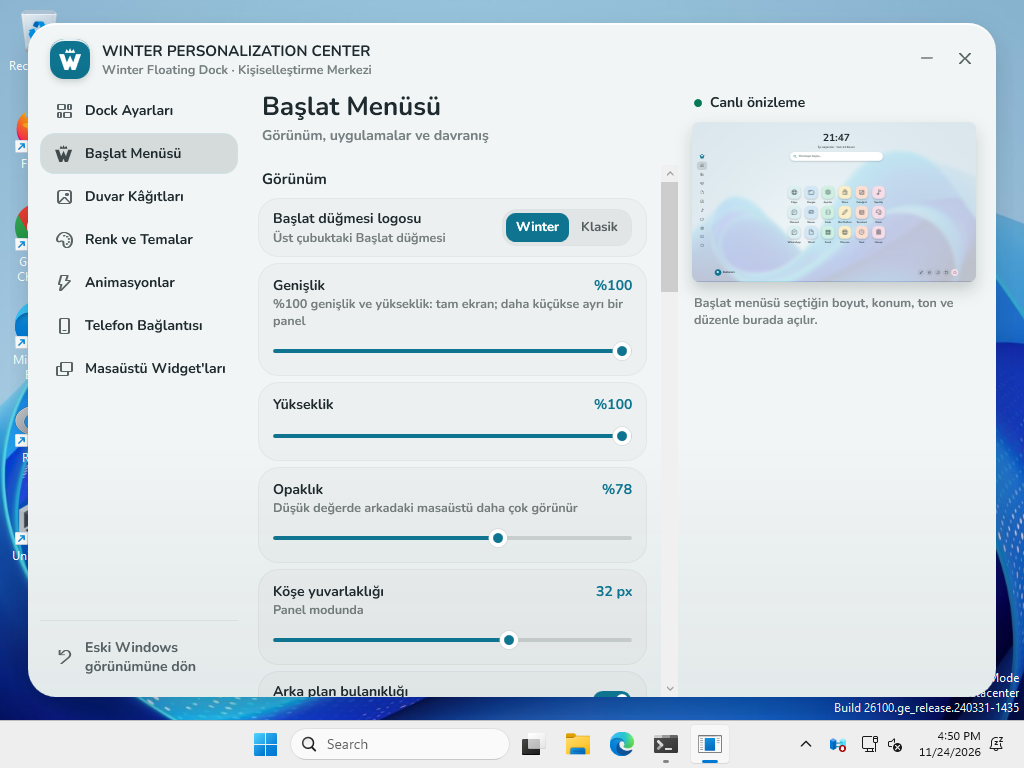 WINTER PERSONALIZATION CENTER
Winter Floating Dock · Kişiselleştirme Merkezi
Dock Ayarları
Başlat Menüsü
Duvar Kâğıtları
Renk ve Temalar
Animasyonlar
Telefon Bağlantısı
Masaüstü Widget'ları
Eski Windows
görünümüne dön
Başlat Menüsü
Görünüm, uygulamalar ve davranış
Görünüm
Başlat düğmesi logosu
Üst çubuktaki Başlat düğmesi
Winter
Klasik
Genişlik
%100
%100 genişlik ve yükseklik: tam ekran; daha küçükse ayrı bir
panel
Yükseklik
%100
Opaklık
%78
Düşük değerde arkadaki masaüstü daha çok görünür
Köşe yuvarlaklığı
32 px
Panel modunda
Arka plan bulanıklığı
Canlı önizleme
21:47
Başlat menüsü seçtiğin boyut, konum, ton ve
düzenle burada açılır.
Mode
Build 26100.ge_release.240331-1435
Search
4:50 PM
11/24/2026